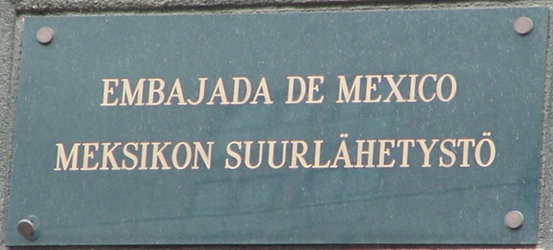 EMBAJADA DE MEXICO
MEKSIKON SUURLÄHETYSTÖ